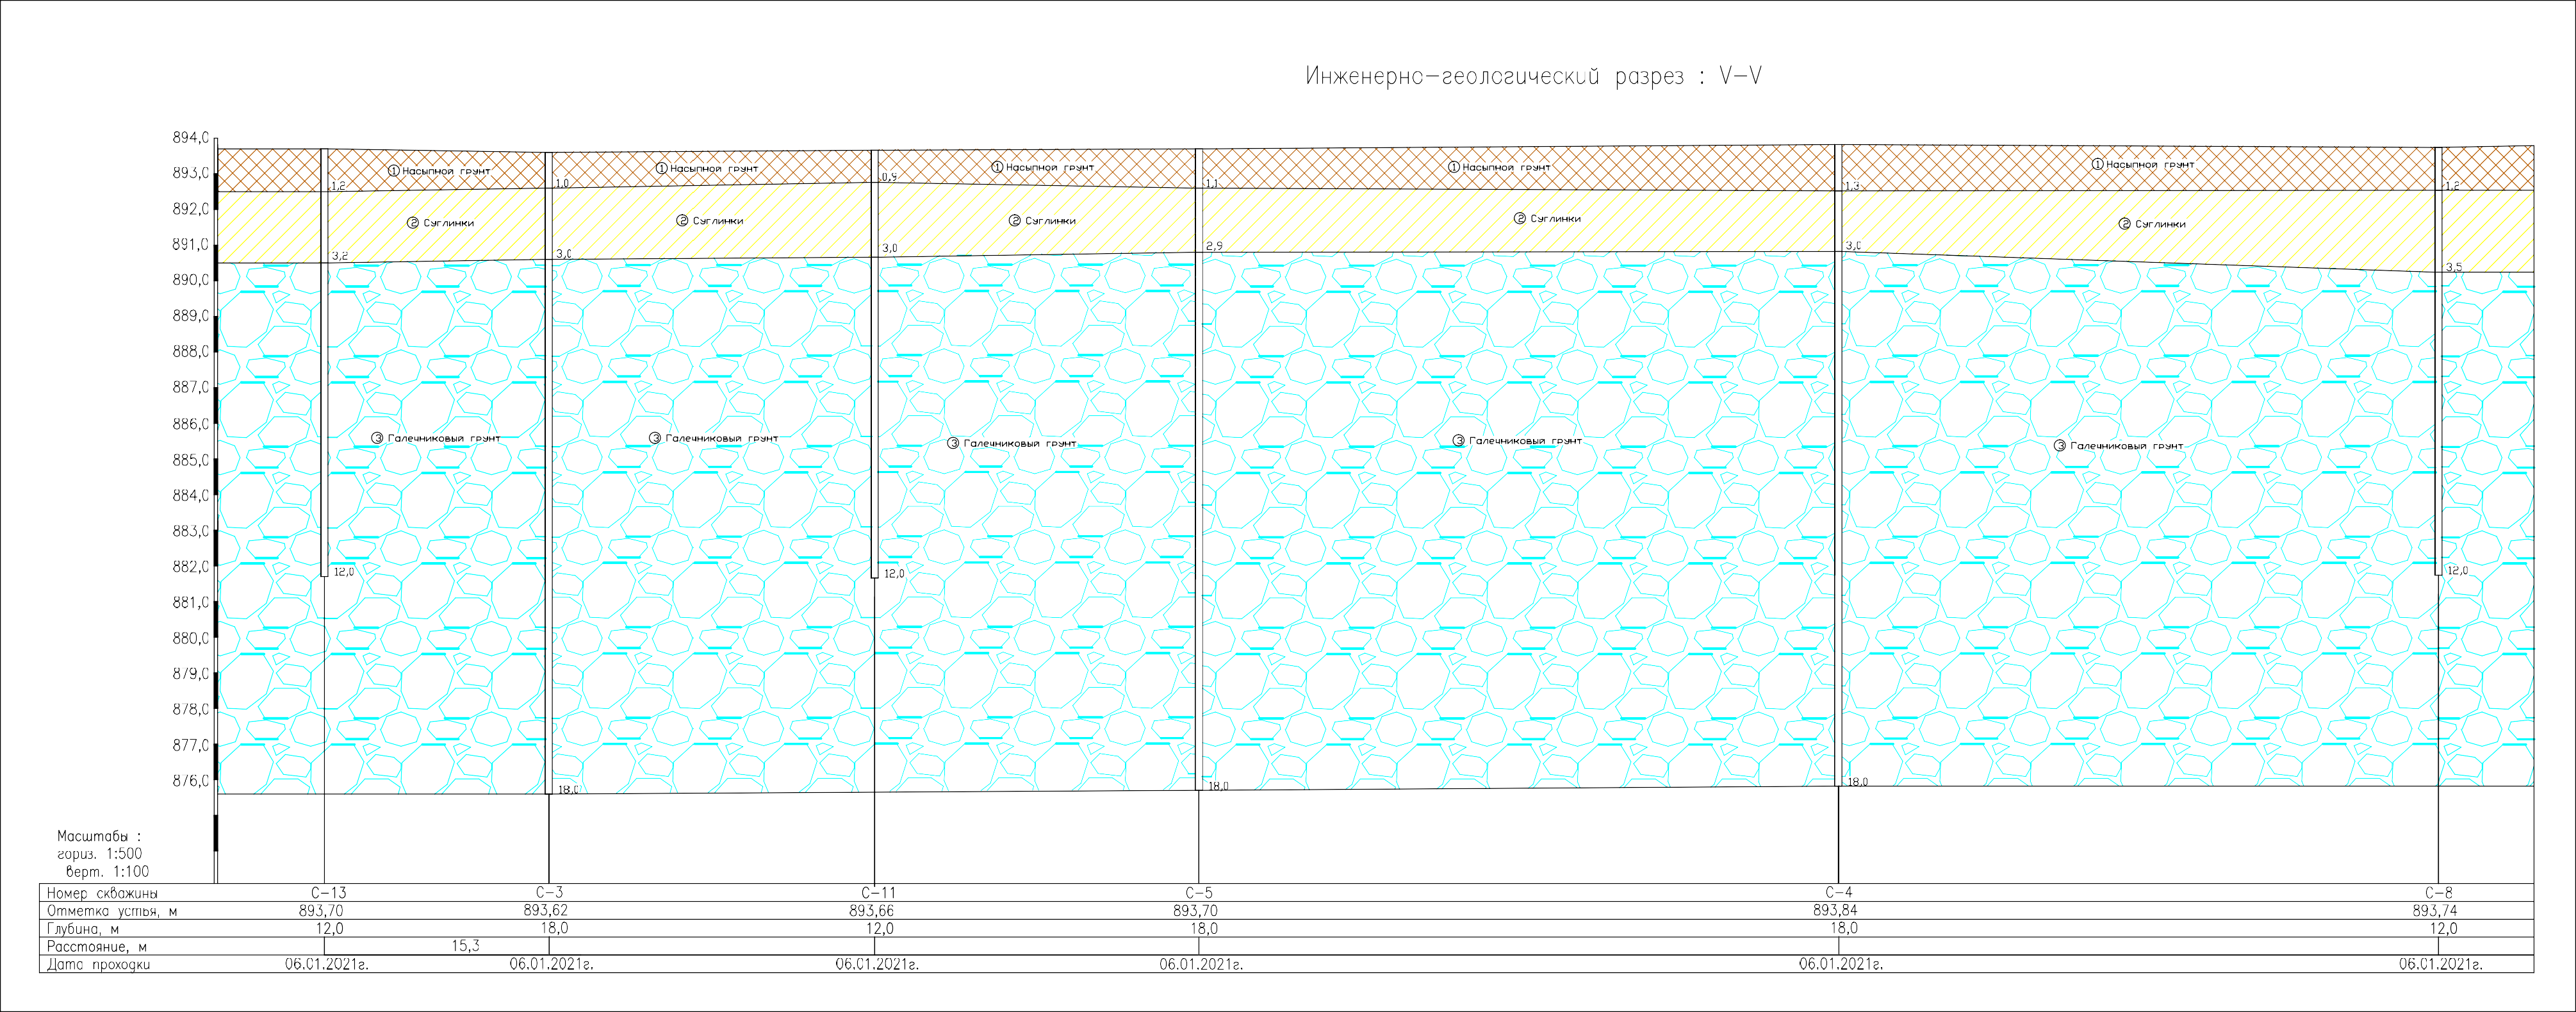 Инженерно-геологический разрез : V-V
894,0
893,0
892,0
891,0
890,0
889,0
888,0
887,0
886,0
885,0
884,0
883,0
882,0
881,0
880,0
879,0
878,0
877,0
876,0
① Насыпной грунт ① Насыпной грунт ① Насыпной грунт ① Насыпной грунт ① Насыпной грунт
1,2 1,0 0,9 1,1 1,3 1,2
② Суглинки ② Суглинки ② Суглинки ② Суглинки ② Суглинки
3,2 3,0 3,0 2,9 3,0 3,5
③ Галечниковый грунт ③ Галечниковый грунт ③ Галечниковый грунт ③ Галечниковый грунт ③ Галечниковый грунт
12,0 12,0 12,0
18,0 18,0 18,0
Масштабы :
гориз. 1:500
верт. 1:100
Номер скважины С-13 С-3 С-11 С-5 С-4 С-8
Отметка устья, м 893,70 893,62 893,66 893,70 893,84 893,74
Глубина, м 12,0 18,0 12,0 18,0 18,0 12,0
Расстояние, м 15,3
Дата проходки 06.01.2021г. 06.01.2021г. 06.01.2021г. 06.01.2021г. 06.01.2021г. 06.01.2021г.